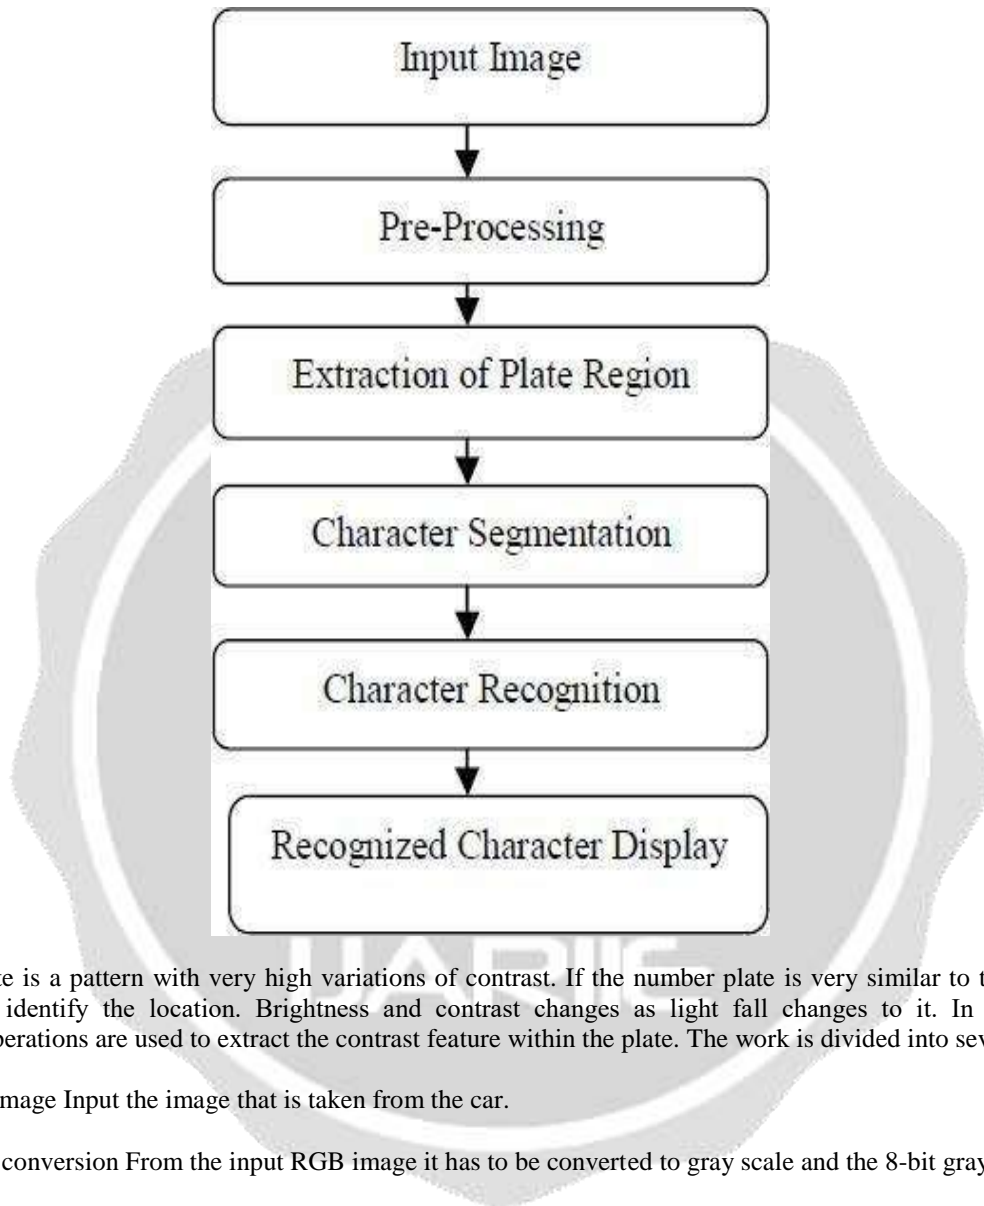 Input Image
Pre-Processing
Extraction of Plate Region
Character Segmentation
Character Recognition
Recognized Character Display
IJARIIE
is a pattern with very high variations of contrast. If the number plate is very similar to
identify the location. Brightness and contrast changes as light fall changes to it. In
are used to extract the contrast feature within the plate. The work is divided into
Input the image that is taken from the car.
conversion From the input RGB image it has to be converted to gray scale and the 8-bit gray